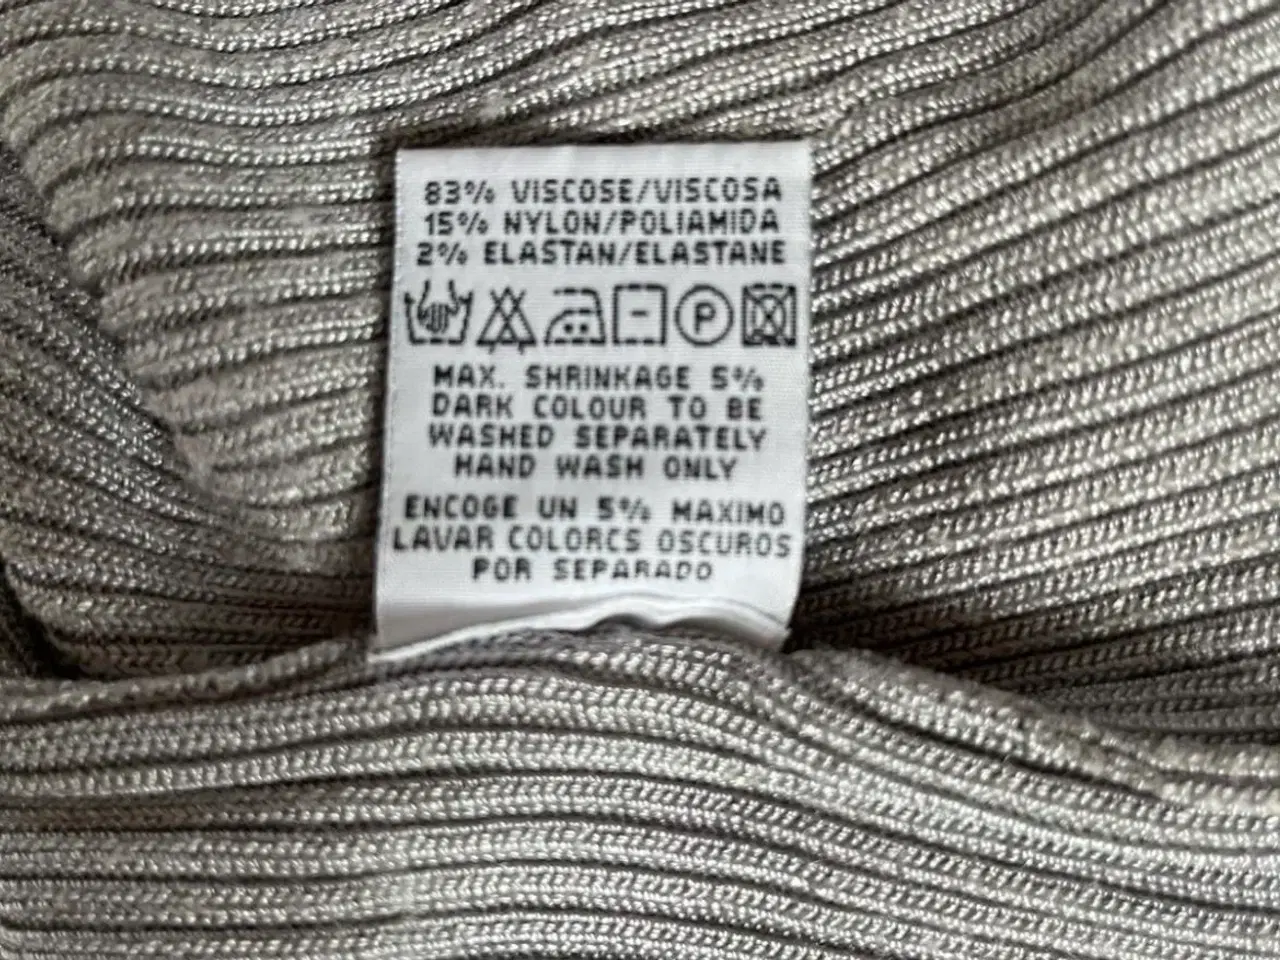 83% VISCOSE/VISCOSA
15% NYLON/POLIAMIDA
2% ELASTAN/ELASTANE
P
MAX. SHRINKAGE 5%
DARK COLOUR TO BE
WASHED SEPARATELY
HAND WASH ONLY
ENCOGE UN 5% MAXIMO
LAVAR COLORES OSCUROS
POR SEPARADO